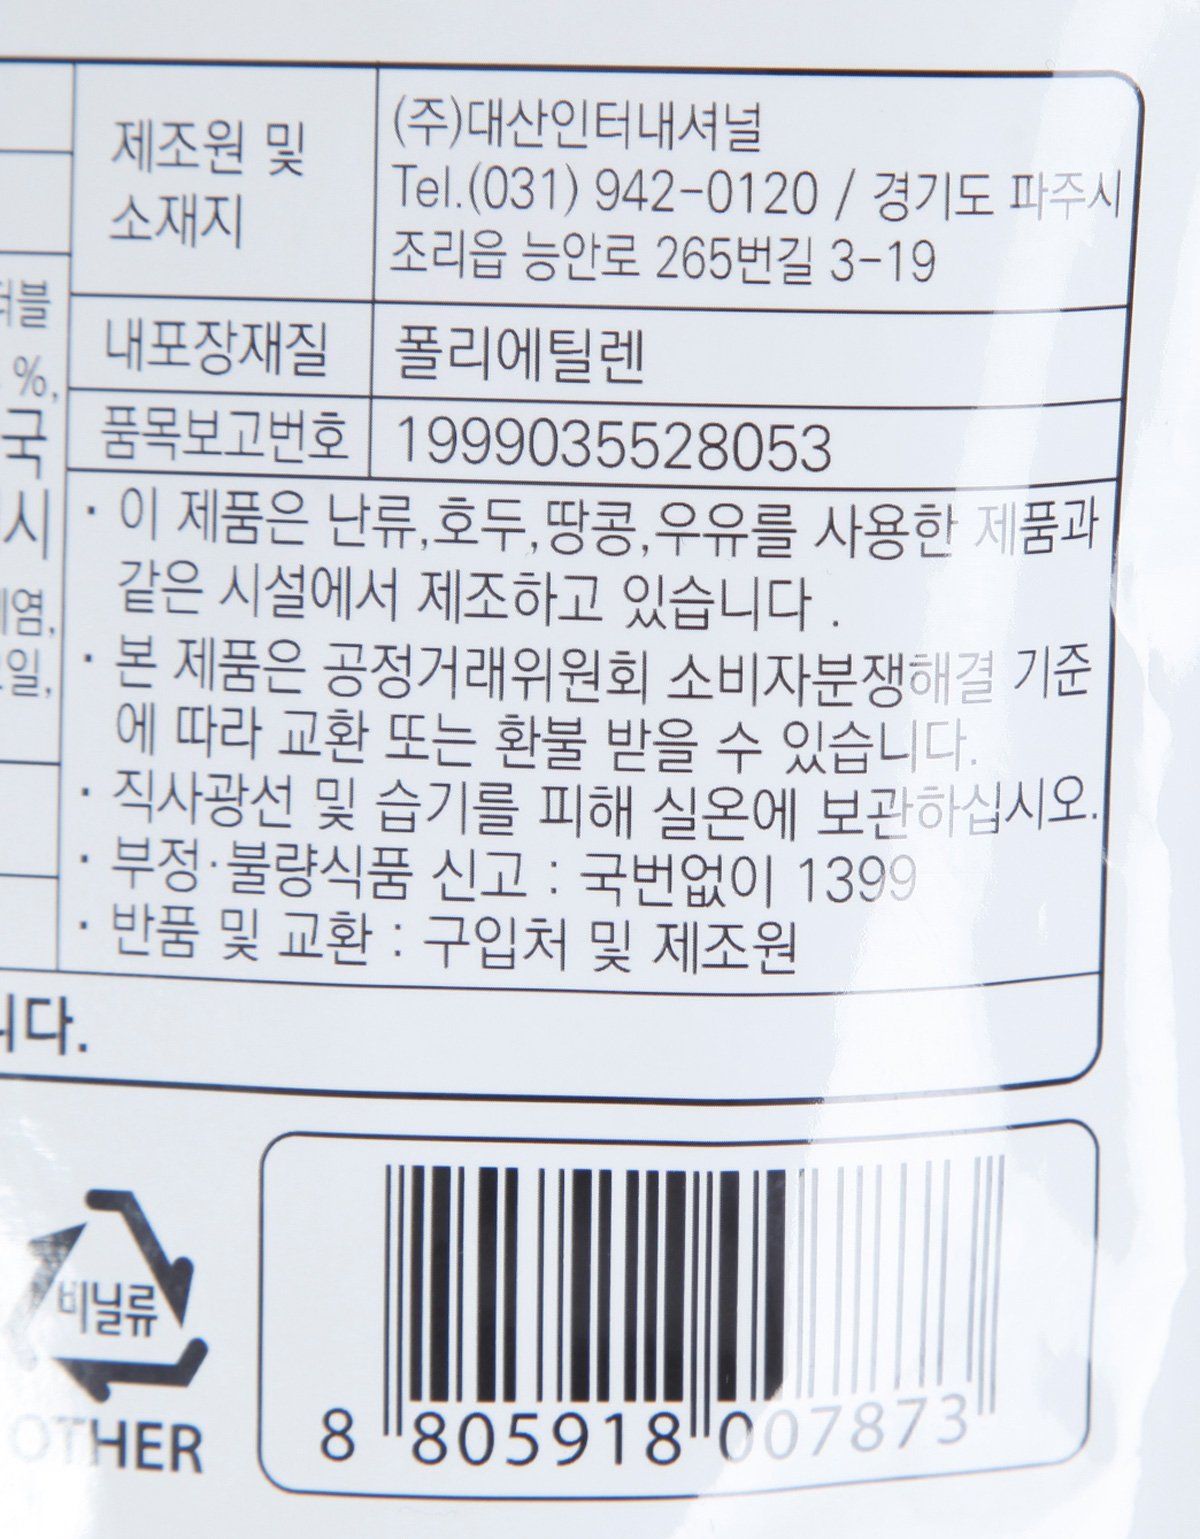 제조원 및
소재지
(주)대산인터내셔널
Tel.(031) 942-0120 / 경기도 파주시
조리읍 능안로 265번길 3-19
내포장재질
폴리에틸렌
품목보고번호
1999035528053
%,
국
시
염,
일,
· 이 제품은 난류,호두,땅콩,우유를 사용한 제품과
같은 시설에서 제조하고 있습니다 .
· 본 제품은 공정거래위원회 소비자분쟁해결 기준
에 따라 교환 또는 환불 받을 수 있습니다.
· 직사광선 및 습기를 피해 실온에 보관하십시오.
· 부정·불량식품 신고 : 국번없이 1399
· 반품 및 교환 : 구입처 및 제조원
니다.
비닐류
OTHER
8 805918 007873